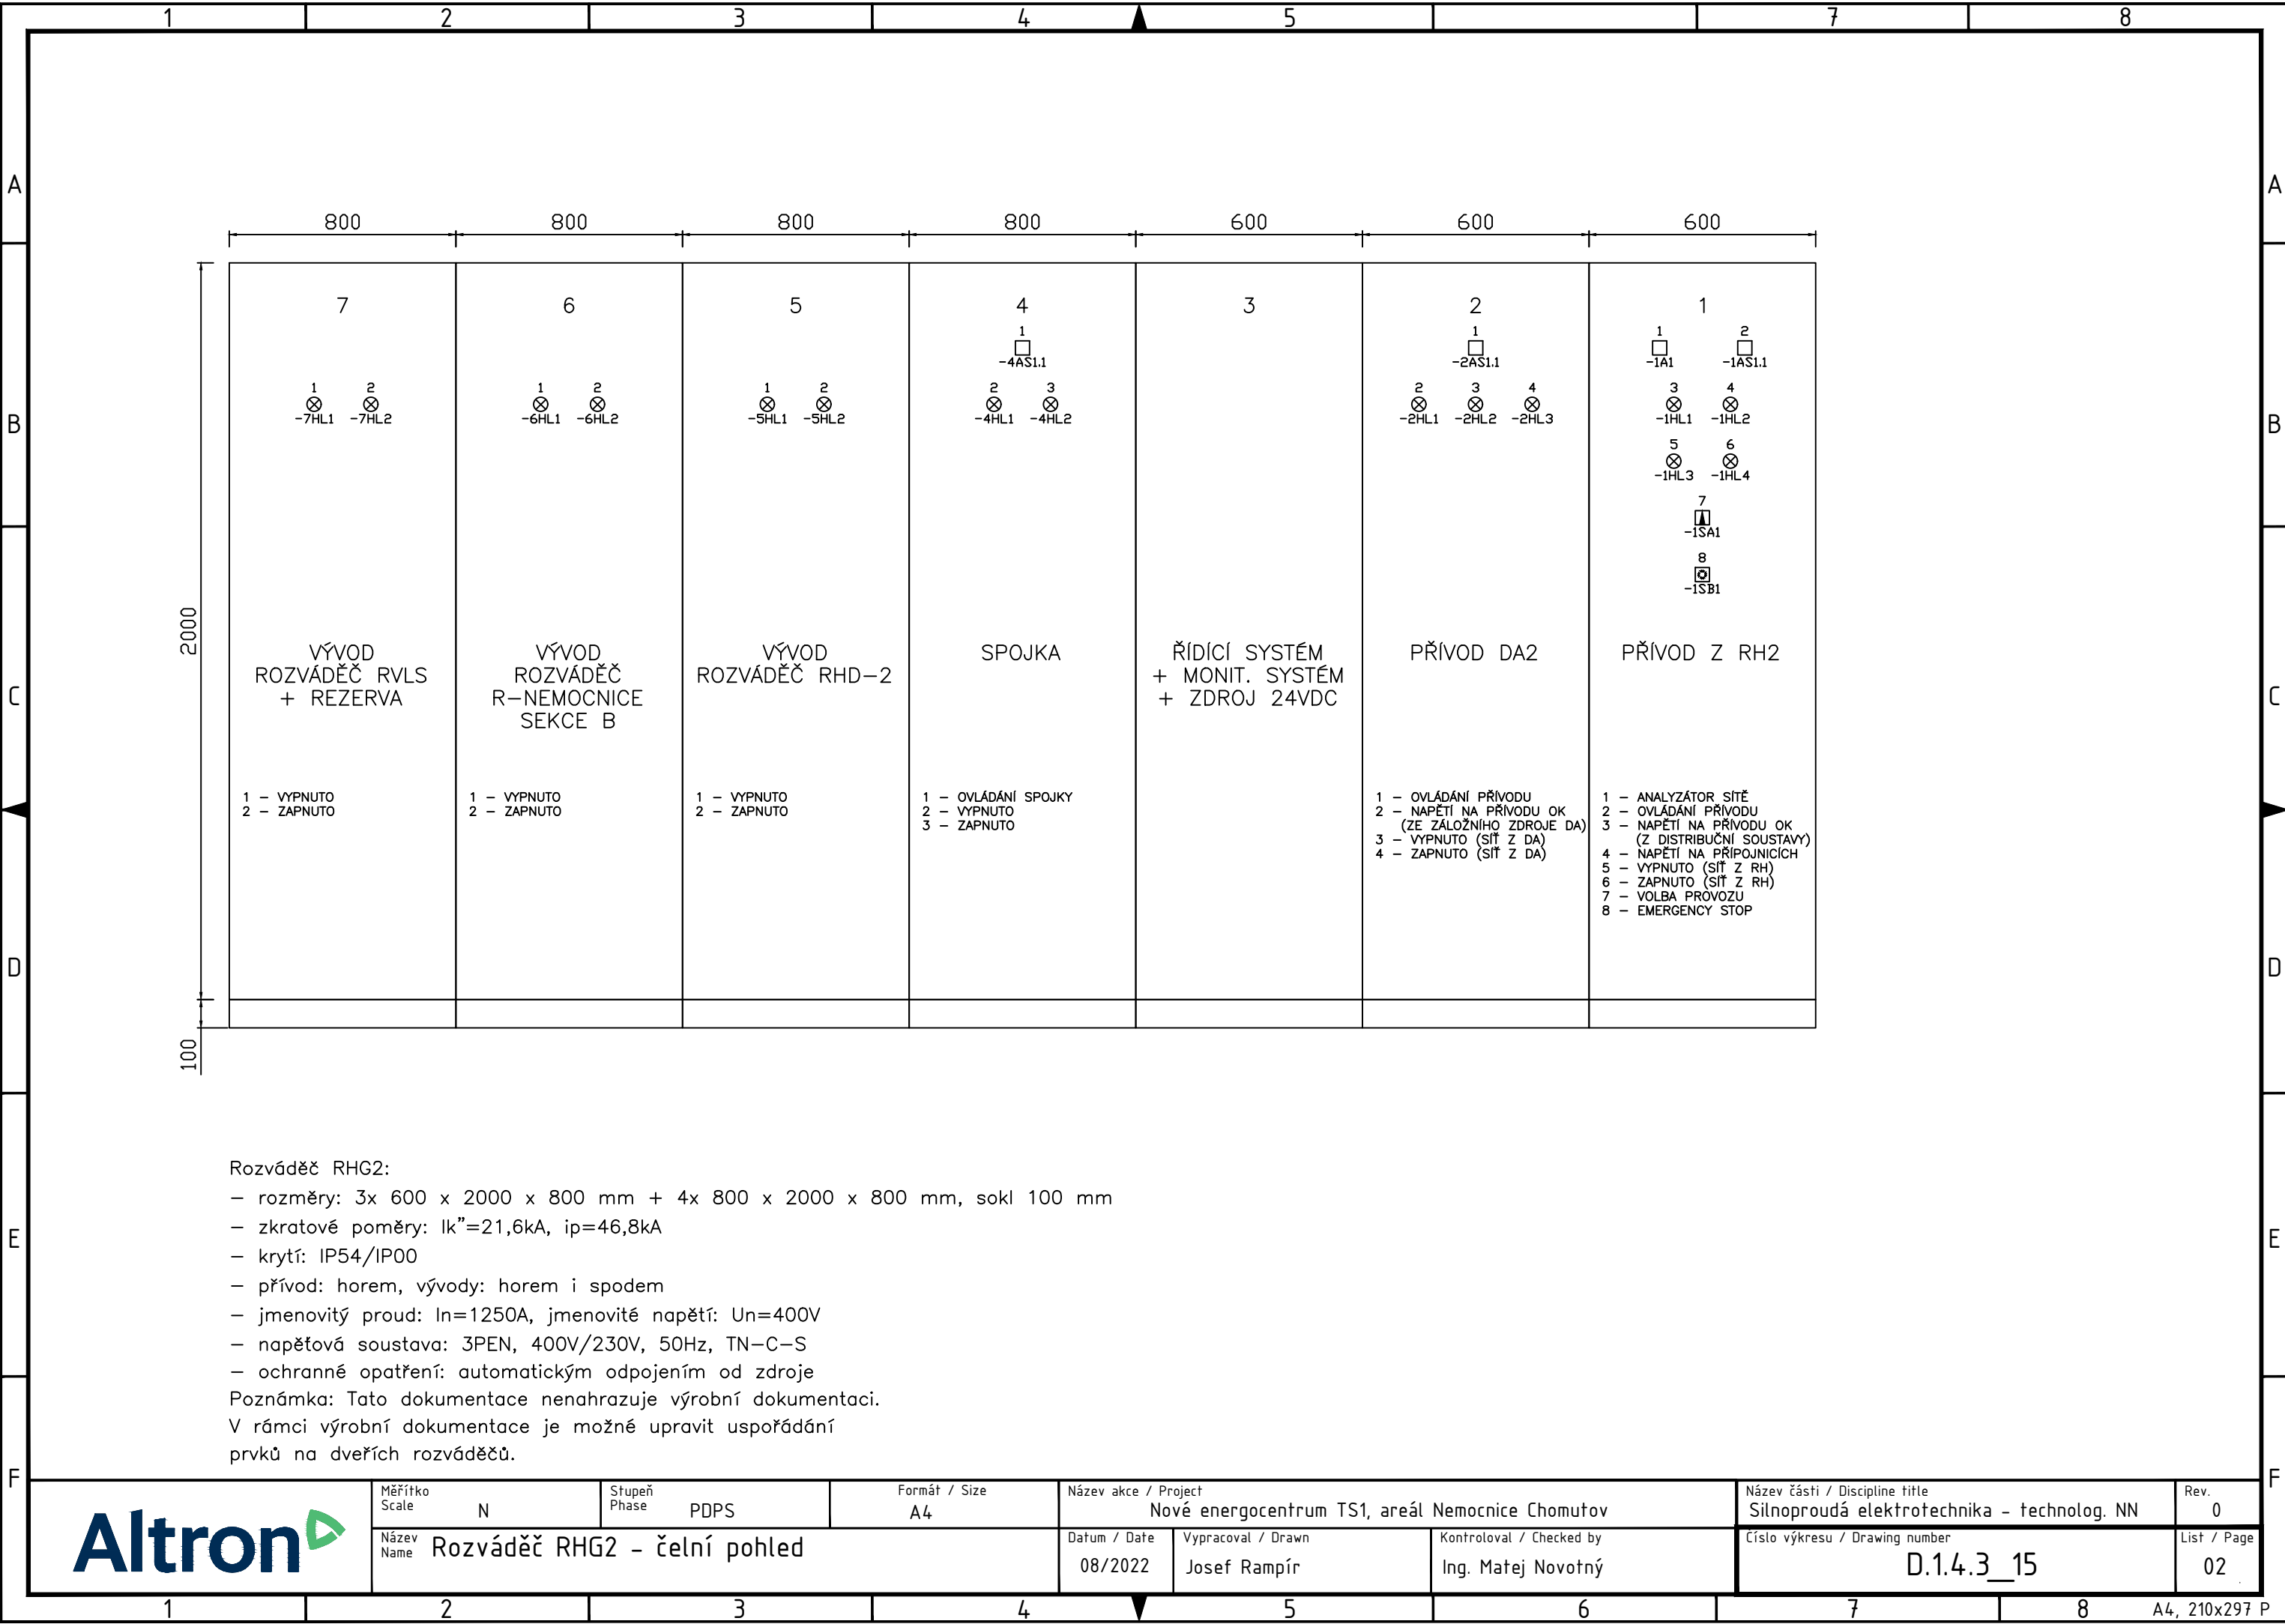 1 2 3 4 5 7 8
A A
800 800 800 800 600 600 600
7 6 5 4 3 2 1
1 1 1 2
-4AS1.1 -2AS1.1 -1A1 -1AS1.1
1 2 1 2 1 2 2 3 2 3 4 3 4
-7HL1 -7HL2 -6HL1 -6HL2 -5HL1 -5HL2 -4HL1 -4HL2 -2HL1 -2HL2 -2HL3 -1HL1 -1HL2
B B
5 6
-1HL3 -1HL4
7
-1SA1
8
-1SB1
2000
VÝVOD
ROZVÁDĚČ RVLS
+ REZERVA
VÝVOD
ROZVÁDĚČ
R-NEMOCNICE
SEKCE B
VÝVOD
ROZVÁDĚČ RHD-2
SPOJKA
ŘÍDÍCÍ SYSTÉM
+ MONIT. SYSTÉM
+ ZDROJ 24VDC
PŘÍVOD DA2
PŘÍVOD Z RH2
C C
1 - VYPNUTO
2 - ZAPNUTO
1 - VYPNUTO
2 - ZAPNUTO
1 - VYPNUTO
2 - ZAPNUTO
1 - OVLÁDÁNÍ SPOJKY
2 - VYPNUTO
3 - ZAPNUTO
1 - OVLÁDÁNÍ PŘÍVODU
2 - NAPĚTÍ NA PŘÍVODU OK
(ZE ZÁLOŽNÍHO ZDROJE DA)
3 - VYPNUTO (SÍŤ Z DA)
4 - ZAPNUTO (SÍŤ Z DA)
1 - ANALYZÁTOR SÍTĚ
2 - OVLÁDÁNÍ PŘÍVODU
3 - NAPĚTÍ NA PŘÍVODU OK
(Z DISTRIBUČNÍ SOUSTAVY)
4 - NAPĚTÍ NA PŘÍPOJNICÍCH
5 - VYPNUTO (SÍŤ Z RH)
6 - ZAPNUTO (SÍŤ Z RH)
7 - VOLBA PROVOZU
8 - EMERGENCY STOP
D D
100
Rozváděč RHG2:
- rozměry: 3x 600 x 2000 x 800 mm + 4x 800 x 2000 x 800 mm, sokl 100 mm
- zkratové poměry: Ik"=21,6kA, ip=46,8kA
- krytí: IP54/IP00
- přívod: horem, vývody: horem i spodem
- jmenovitý proud: In=1250A, jmenovité napětí: Un=400V
- napěťová soustava: 3PEN, 400V/230V, 50Hz, TN-C-S
- ochranné opatření: automatickým odpojením od zdroje
Poznámka: Tato dokumentace nenahrazuje výrobní dokumentaci.
V rámci výrobní dokumentace je možné upravit uspořádání
prvků na dveřích rozváděčů.
E E
F F
Altron
Měřítko
Scale N
Stupeň
Phase PDPS
Formát / Size
A4
Název akce / Project
Nové energocentrum TS1, areál Nemocnice Chomutov
Název části / Discipline title
Silnoproudá elektrotechnika - technolog. NN
Rev.
0
Název
Name Rozváděč RHG2 - čelní pohled
Datum / Date
08/2022
Vypracoval / Drawn
Josef Rampír
Kontroloval / Checked by
Ing. Matej Novotný
Číslo výkresu / Drawing number
D.1.4.3__15
List / Page
02
1 2 3 4 5 6 7 8 A4, 210x297 P